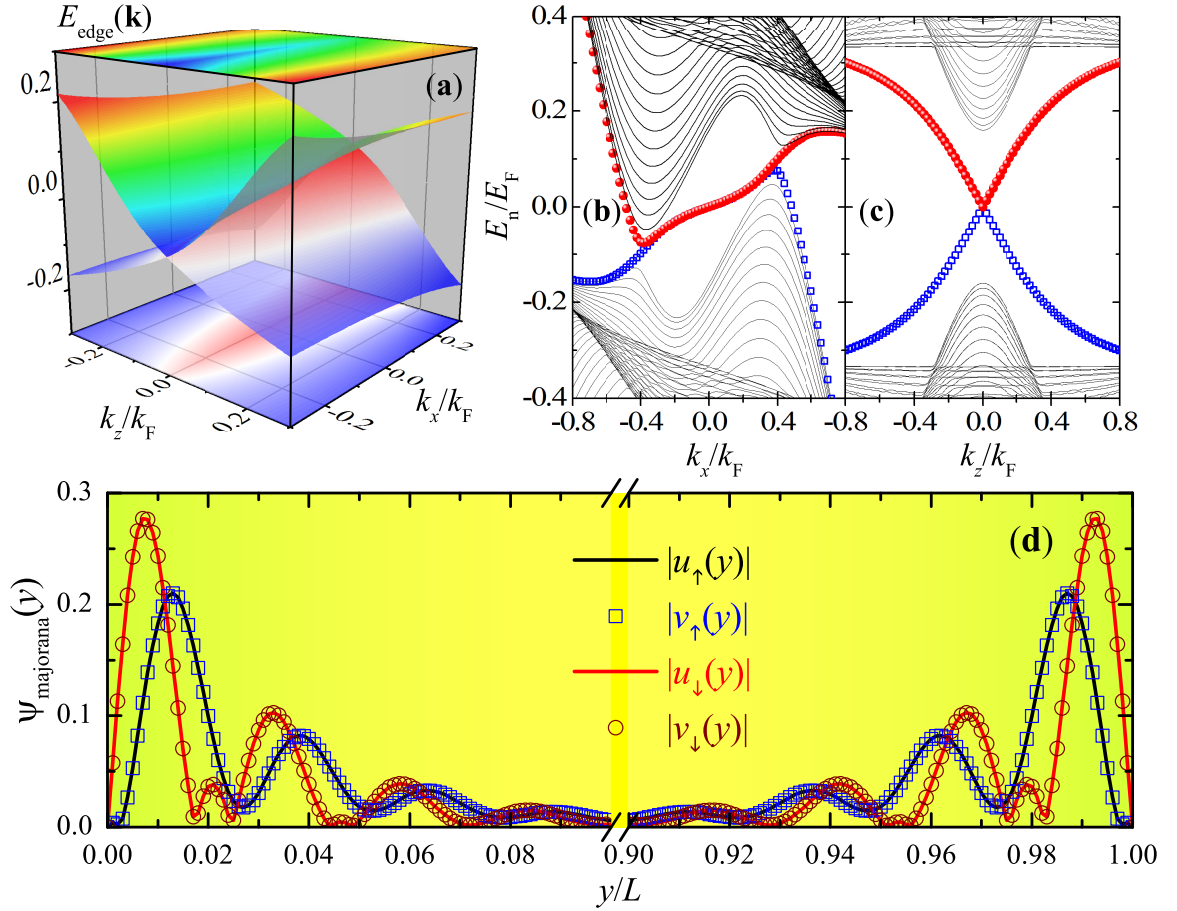 E_edge(k)
(a)
0.2
0.0
-0.2
-0.2
0.0
0.2
k_z/k_F
-0.2
0.0
0.2
k_x/k_F
E_n/E_F
0.4
0.2
0.0
-0.2
-0.4
(b)
-0.8 -0.4 0.0 0.4
k_x/k_F
(c)
-0.8 -0.4 0.0 0.4 0.8
k_z/k_F
(d)
ψ_majorana(y)
0.3
0.2
0.1
0.0
|u↑(y)|
|v↑(y)|
|u↓(y)|
|v↓(y)|
0.00 0.02 0.04 0.06 0.08 0.90 0.92 0.94 0.96 0.98 1.00
y/L